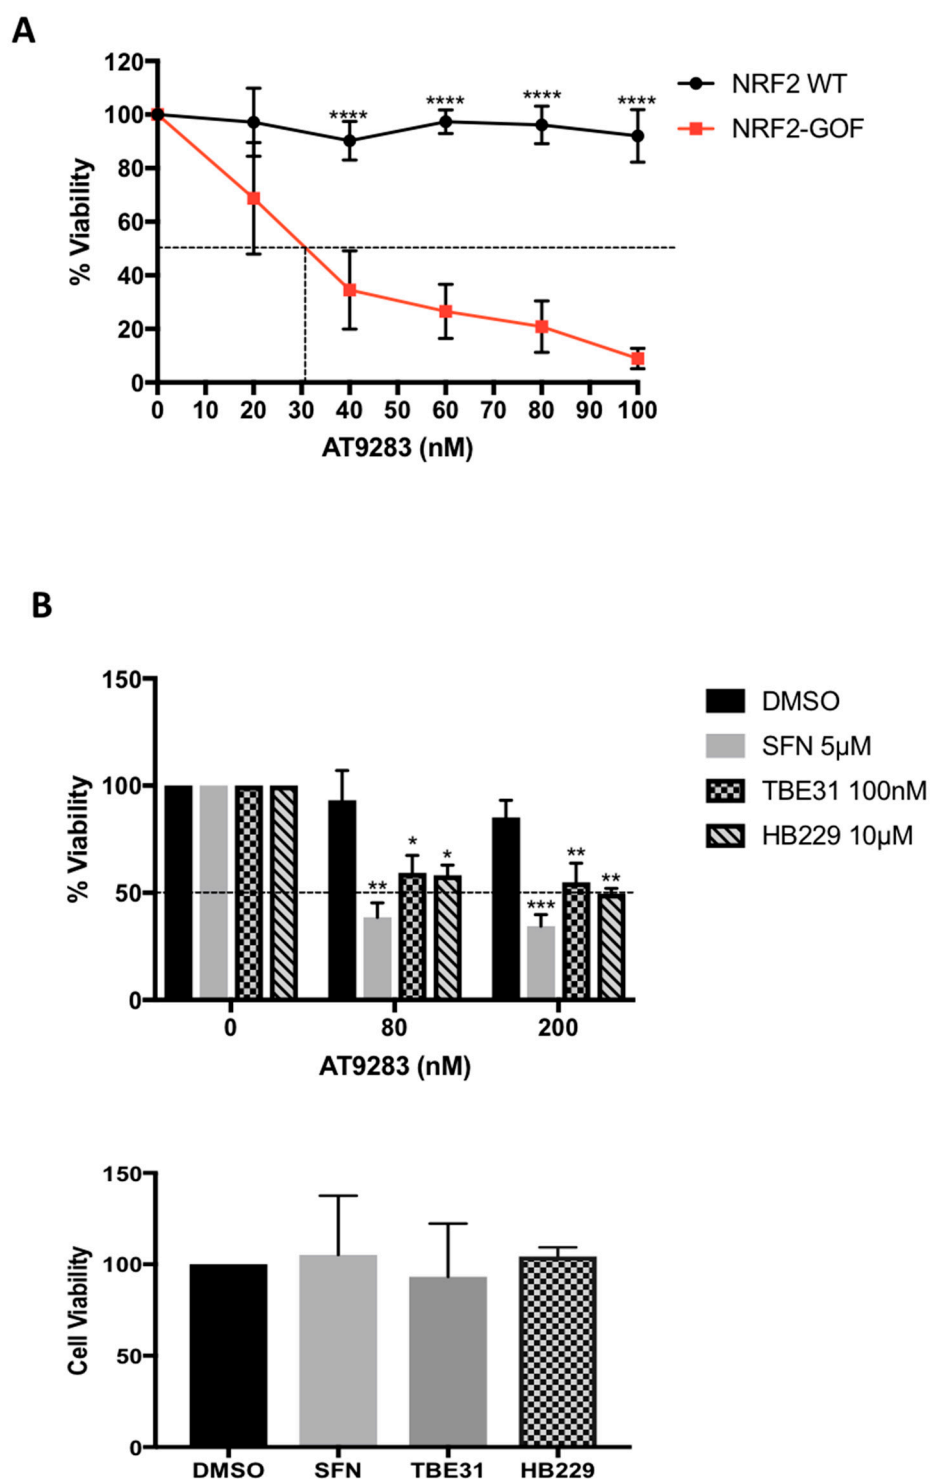 A
120
100
80
60
40
20
0
% Viability
**** **** **** ****
0 10 20 30 40 50 60 70 80 90 100
AT9283 (nM)
NRF2 WT
NRF2-GOF
B
150
100
50
0
% Viability
** * *
*** ** **
0 80 200
AT9283 (nM)
DMSO
SFN 5µM
TBE31 100nM
HB229 10µM
150
100
50
0
Cell Viability
DMSO SFN TBE31 HB229